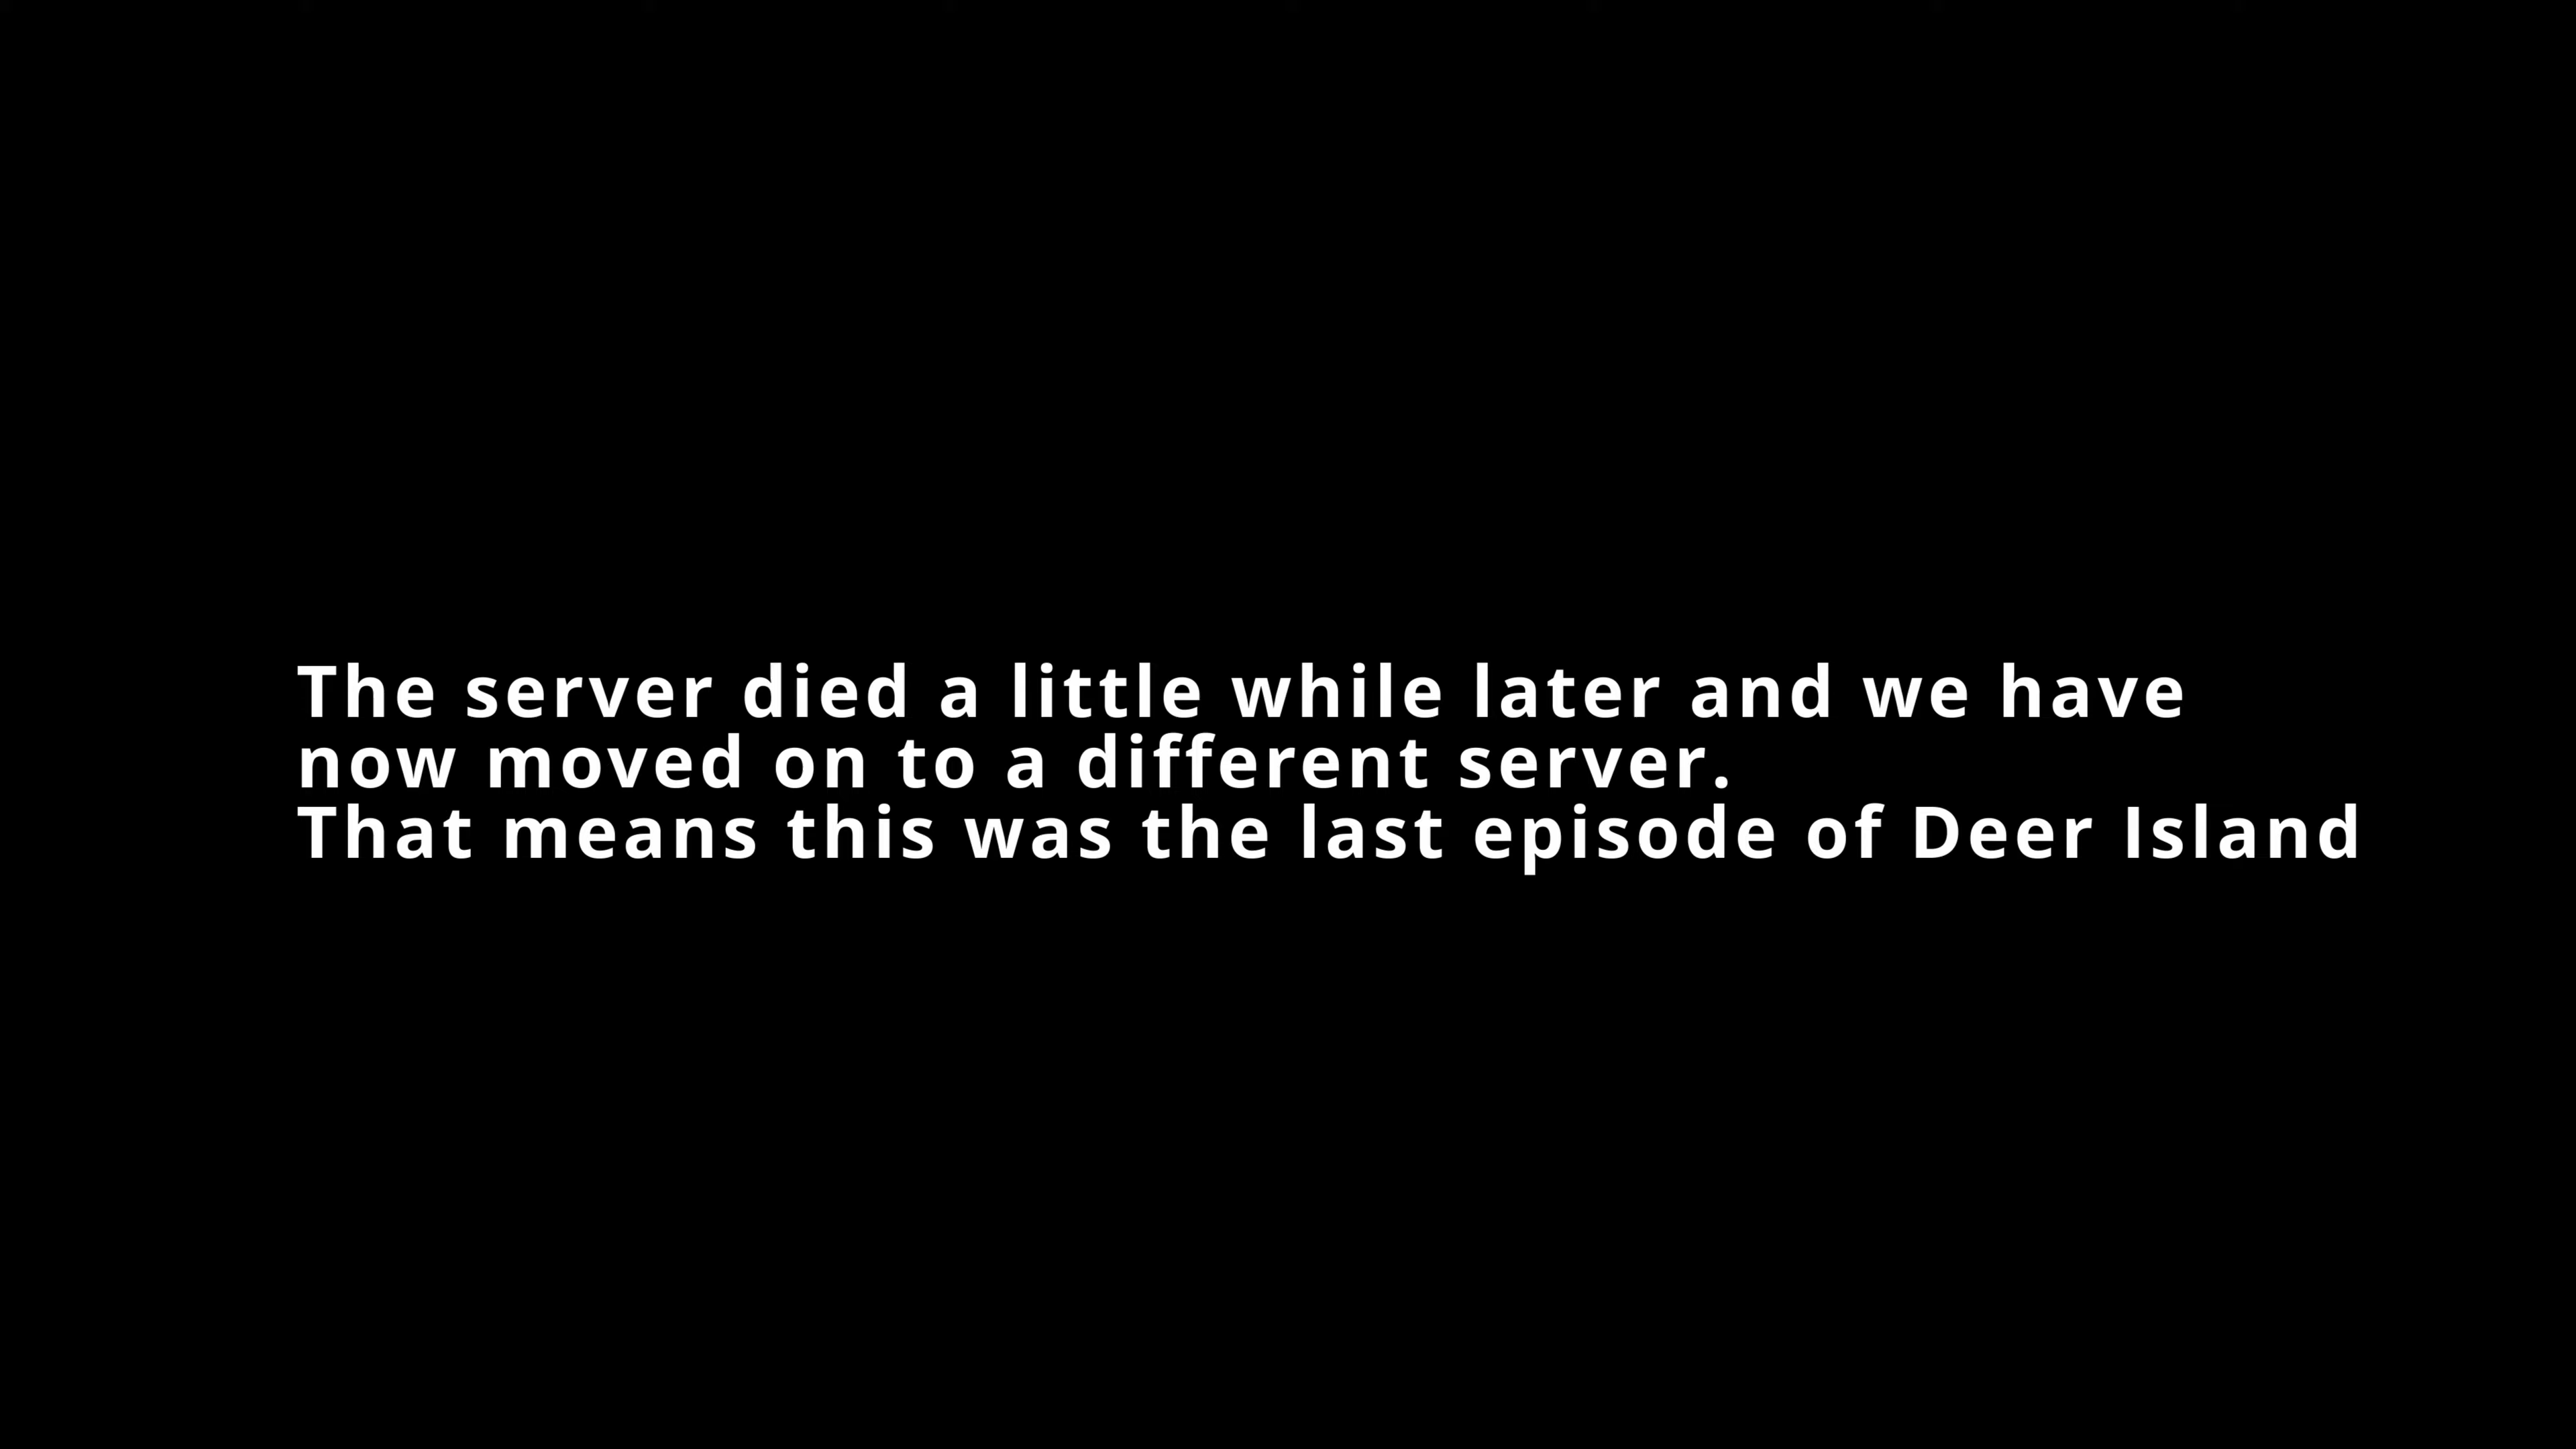 The server died a little while later and we have
now moved on to a different server.
That means this was the last episode of Deer Island